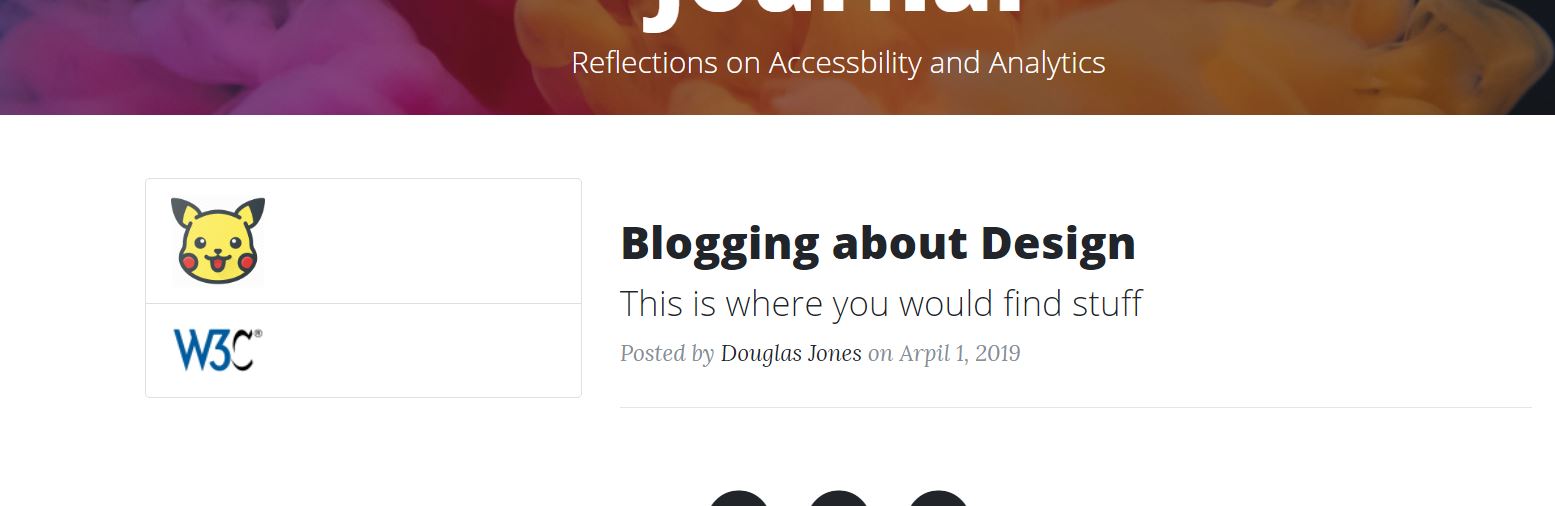 Journal
Reflections on Accessbility and Analytics
W3C®
Blogging about Design
This is where you would find stuff
Posted by Douglas Jones on Arpil 1, 2019